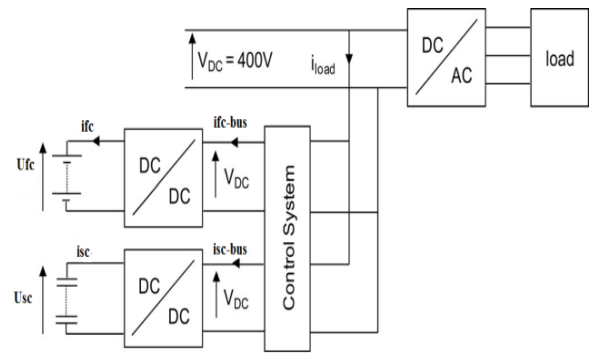 V_DC = 400V
i_load
DC
AC
load
ifc
ifc-bus
Ufc
DC
DC
V_DC
Control System
isc
isc-bus
Usc
DC
DC
V_DC